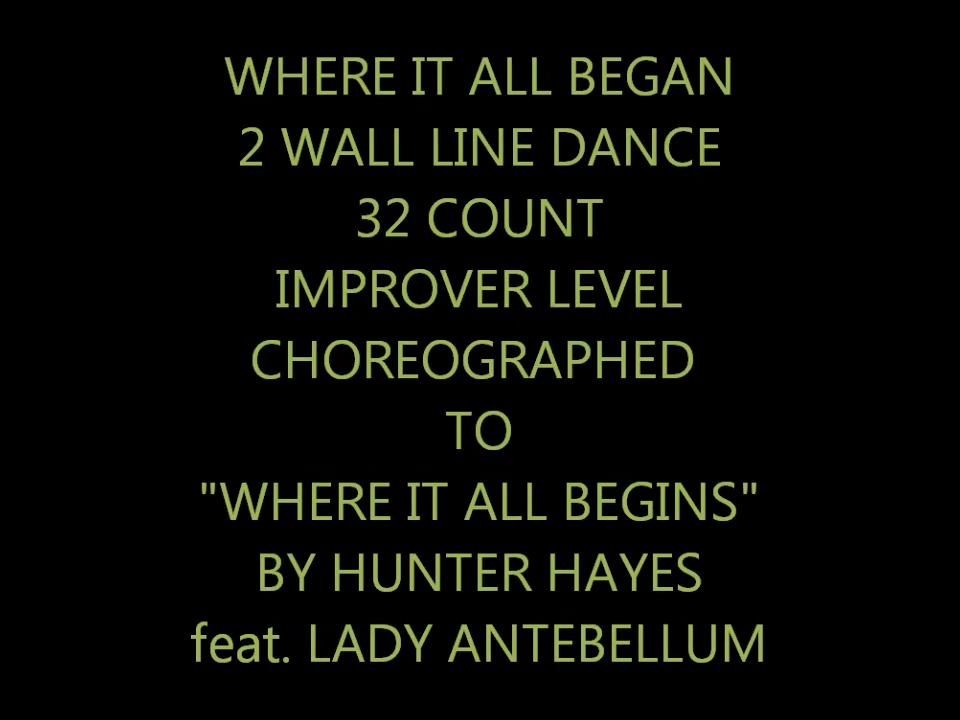 WHERE IT ALL BEGAN
2 WALL LINE DANCE
32 COUNT
IMPROVER LEVEL
CHOREOGRAPHED
TO
"WHERE IT ALL BEGINS"
BY HUNTER HAYES
feat. LADY ANTEBELLUM